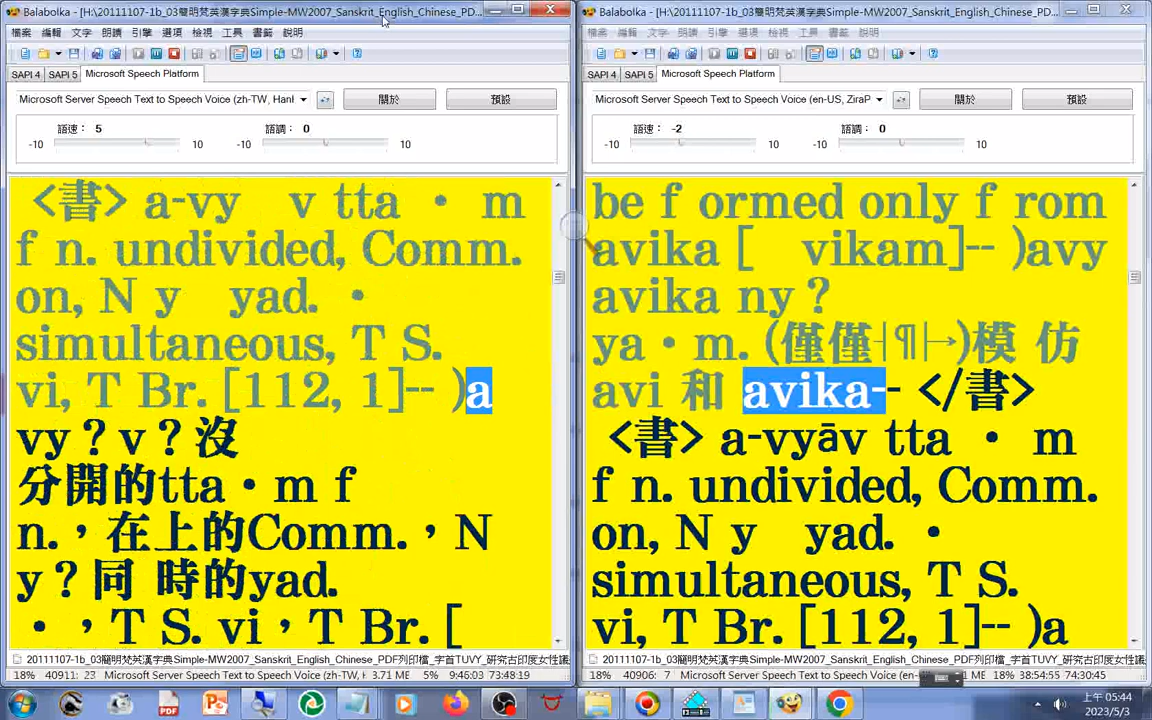 Balabolka - [H:\20111107-1b_03簡明梵英漢字典Simple-MW2007_Sanskrit_English_Chinese_PD...
檔案 編輯 文字 朗讀 引擎 選項 檢視 工具 書籤 說明
SAPI 4 SAPI 5 Microsoft Speech Platform
Microsoft Server Speech Text to Speech Voice (zh-TW, Hanl
關於
預設
語速： 5
語調： 0
-10 10 -10 10
<書> a-vy v tta • m
f n. undivided, Comm.
on, N y yad. •
simultaneous, T S.
vi, T Br. [112, 1]-- )a
vy？v？沒
分開的tta•m f
n.，在上的Comm.，N
y？同 時的yad.
•，T S. vi，T Br. [
20111107-1b_03簡明梵英漢字典Simple-MW2007_Sanskrit_English_Chinese_PDF列印檔_字首TUVY_研究古印度女性議
18% 40911: 23 Microsoft Server Speech Text to Speech Voice (zh-TW, 3.71 MB 5% 9:46:03 73:48:19
Balabolka - [H:\20111107-1b_03簡明梵英漢字典Simple-MW2007_Sanskrit_English_Chinese_PD...
檔案 編輯 文字 朗讀 引擎 選項 檢視 工具 書籤 說明
SAPI 4 SAPI 5 Microsoft Speech Platform
Microsoft Server Speech Text to Speech Voice (en-US, ZiraP
關於
預設
語速： -2
語調： 0
-10 10 -10 10
be f ormed only f rom
avika [ vikam]-- )avy
avika ny？
ya•m. (僅僅┤¶├→)模 仿
avi 和 avika-- </書>
<書> a-vyāv tta • m
f n. undivided, Comm.
on, N y yad. •
simultaneous, T S.
vi, T Br. [112, 1]-- )a
20111107-1b_03簡明梵英漢字典Simple-MW2007_Sanskrit_English_Chinese_PDF列印檔_字首TUVY_研究古印度女性議
18% 40906: 7 Microsoft Server Speech Text to Speech Voice (en-US, 18% 38:54:55 74:30:45
上午 05:44
2023/5/3